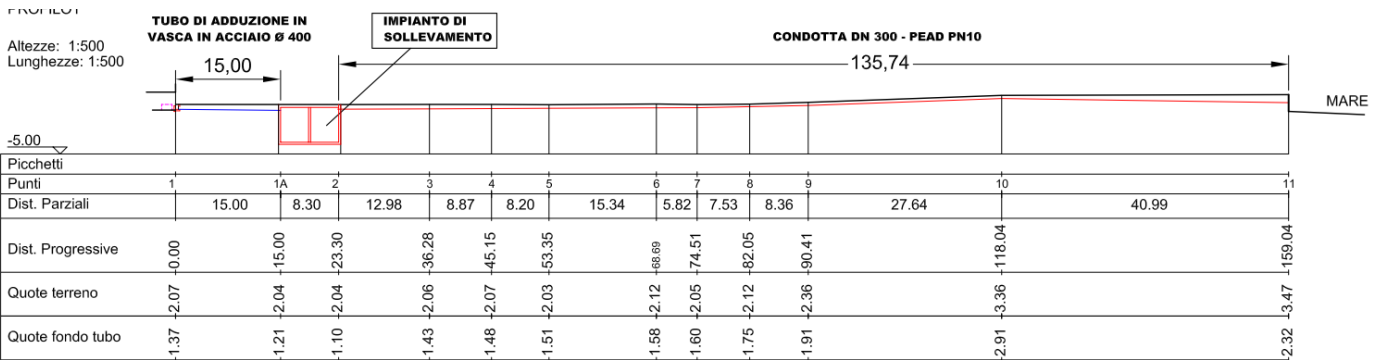 TUBO DI ADDUZIONE IN
VASCA IN ACCIAIO Ø 400
IMPIANTO DI
SOLLEVAMENTO
CONDOTTA DN 300 - PEAD PN10
Altezze: 1:500
Lunghezze: 1:500
15,00
135,74
MARE
-5.00
Picchetti
Punti 1 1A 2 3 4 5 6 7 8 9 10 11
Dist. Parziali 15.00 8.30 12.98 8.87 8.20 15.34 5.82 7.53 8.36 27.64 40.99
Dist. Progressive 0.00 15.00 23.30 36.28 45.15 53.35 68.69 74.51 82.05 90.41 118.04 159.04
Quote terreno 2.07 2.04 2.04 2.06 2.07 2.03 2.12 2.05 2.12 2.36 3.36 3.47
Quote fondo tubo 1.37 1.21 1.10 1.43 1.48 1.51 1.58 1.60 1.75 1.91 2.91 2.32